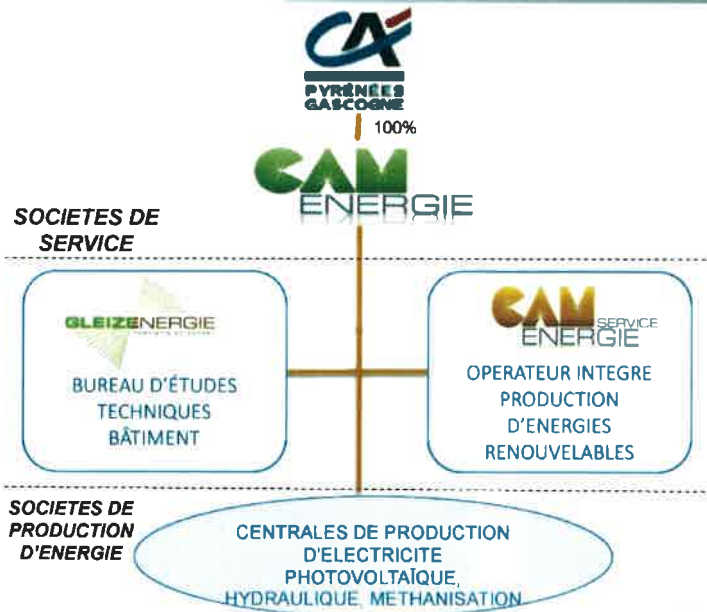 CA
PYRÉNÉES
GASCOGNE
100%
CAM
ENERGIE
SOCIETES DE
SERVICE
GLEIZENERGIE
BUREAU D'ÉTUDES
TECHNIQUES
BÂTIMENT
CAM
SERVICE
ENERGIE
OPERATEUR INTEGRE
PRODUCTION
D'ENERGIES
RENOUVELABLES
SOCIETES DE
PRODUCTION
D'ENERGIE
CENTRALES DE PRODUCTION
D'ELECTRICITE
PHOTOVOLTAÏQUE,
HYDRAULIQUE, METHANISATION